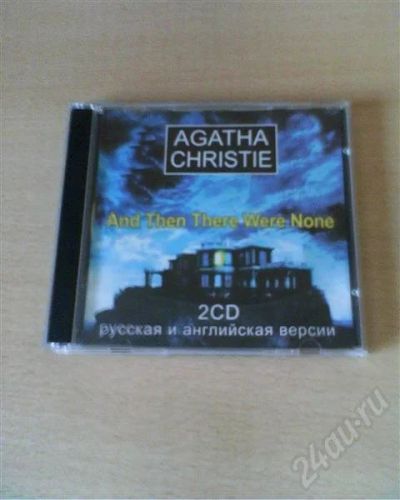 AGATHA
CHRISTIE
And Then There Were None
2CD
русская и английская версии
24au.ru